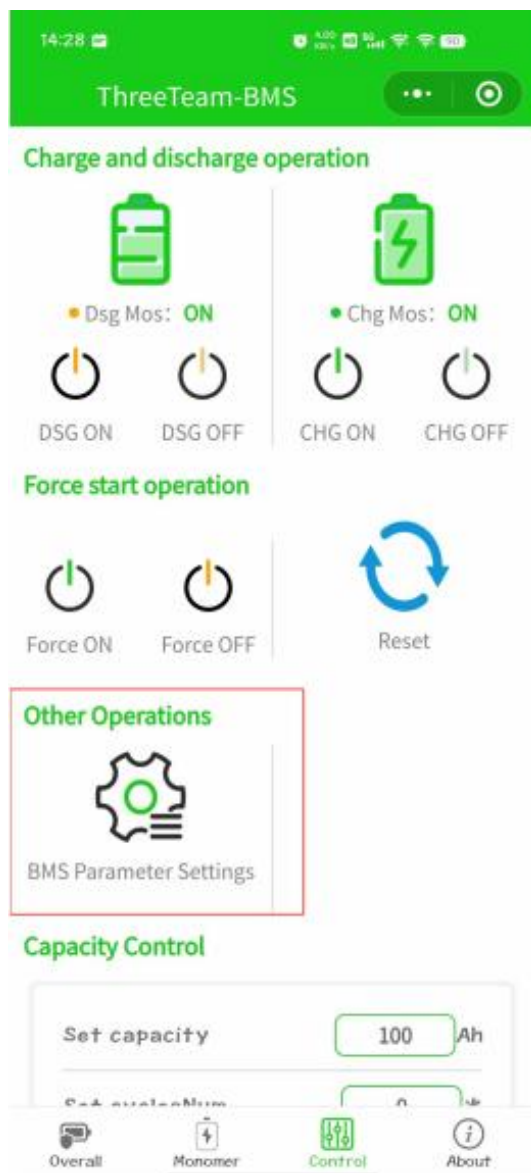 14:28
ThreeTeam-BMS
Charge and discharge operation
Dsg Mos: ON
Chg Mos: ON
DSG ON
DSG OFF
CHG ON
CHG OFF
Force start operation
Force ON
Force OFF
Reset
Other Operations
BMS Parameter Settings
Capacity Control
Set capacity 100 Ah
Overall
Monomer
Control
About